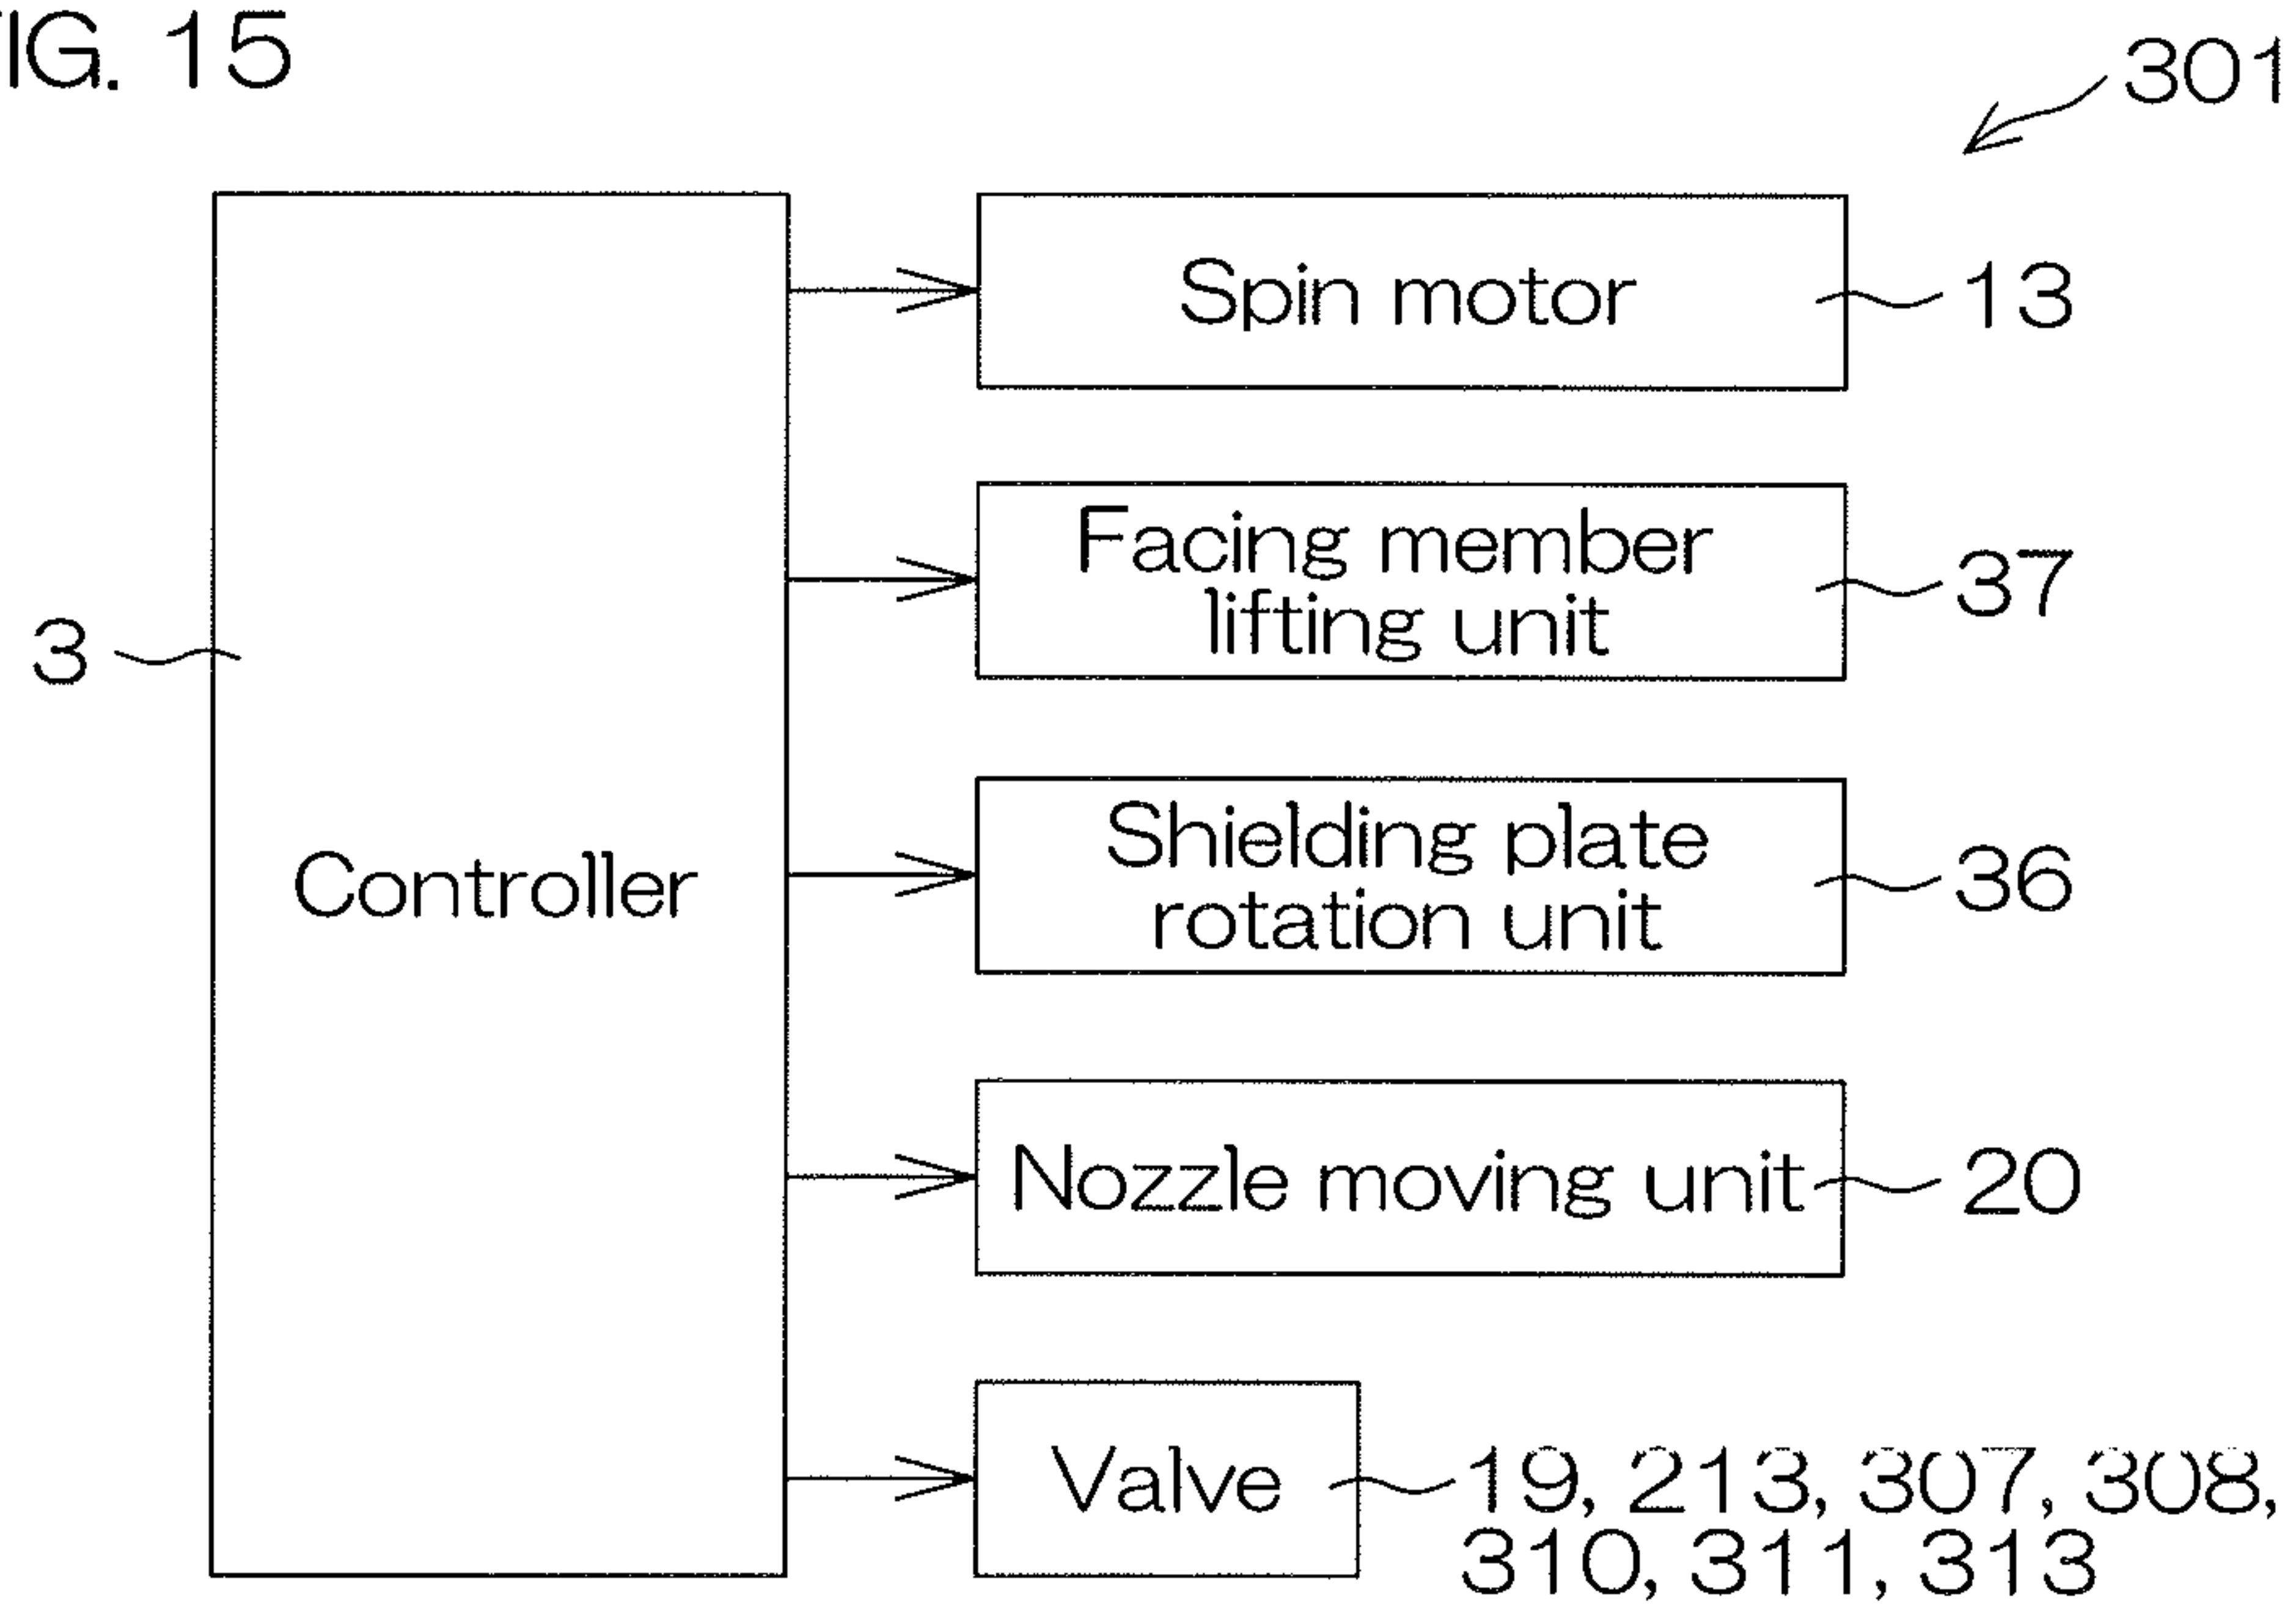 FIG. 15
301
Spin motor
13
Facing member
lifting unit
37
3
Controller
Shielding plate
rotation unit
36
Nozzle moving unit
20
Valve
19, 213, 307, 308,
310, 311, 313